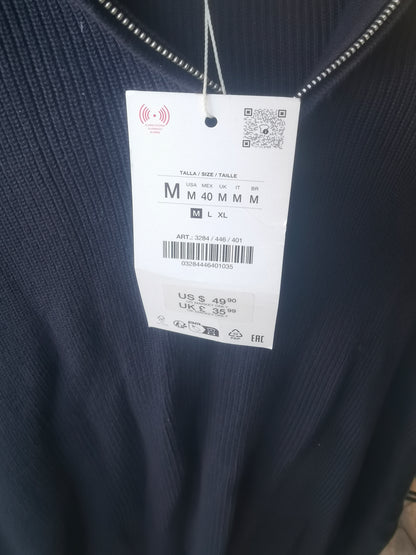 TALLA / SIZE / TAILLE
USA MEX UK IT BR
M M 40 M M M
M L XL
ART.: 3284 / 446 / 401
03284446401035
US $ 49.90
UK £ 35.99
EAC